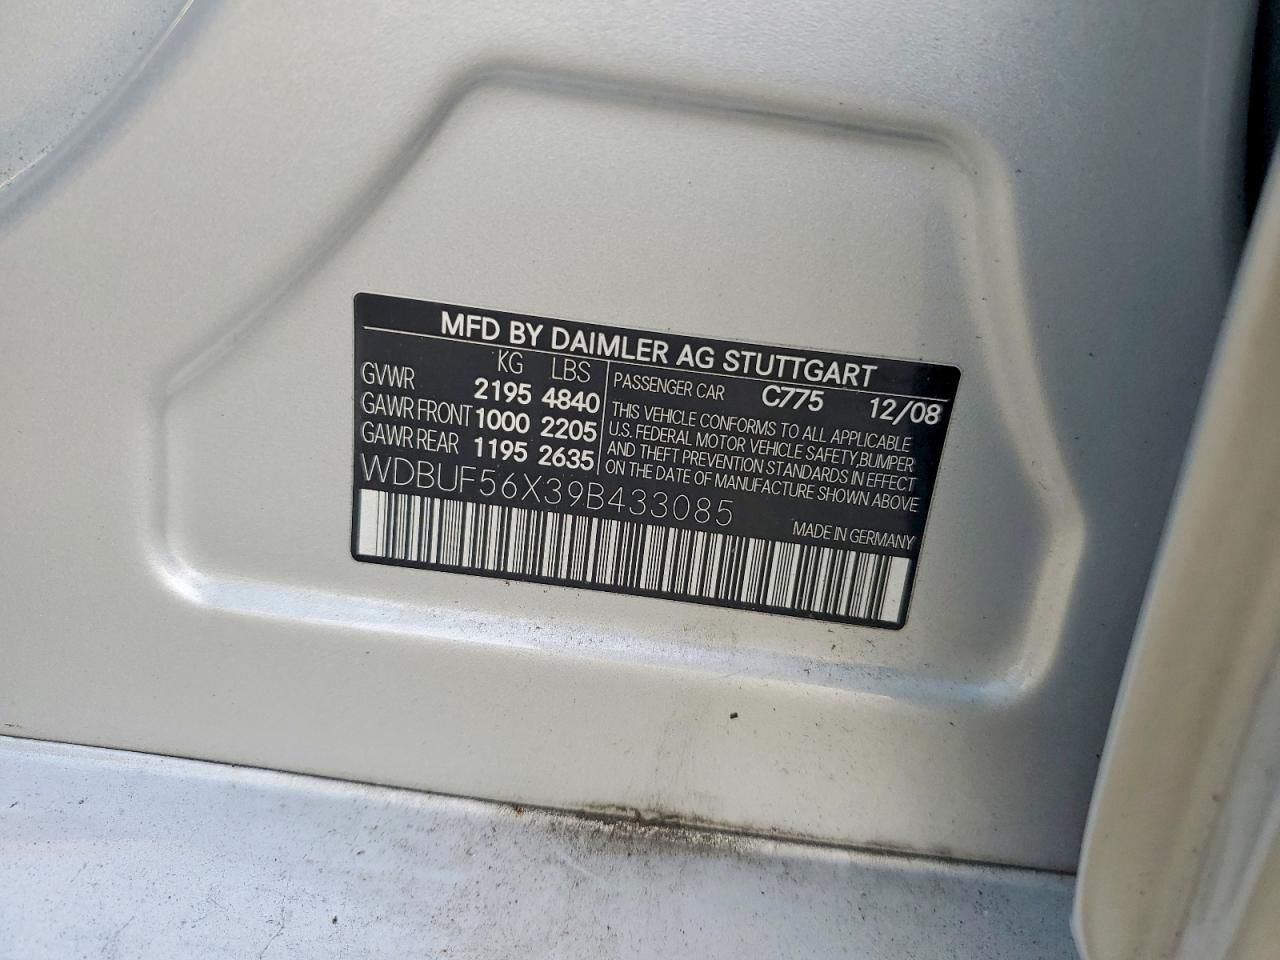 MFD BY DAIMLER AG STUTTGART
KG LBS
GVWR 2195 4840
GAWR FRONT 1000 2205
GAWR REAR 1195 2635
PASSENGER CAR C775 12/08
THIS VEHICLE CONFORMS TO ALL APPLICABLE
U.S. FEDERAL MOTOR VEHICLE SAFETY,BUMPER
AND THEFT PREVENTION STANDARDS IN EFFECT
ON THE DATE OF MANUFACTURE SHOWN ABOVE
WDBUF56X39B433085
MADE IN GERMANY